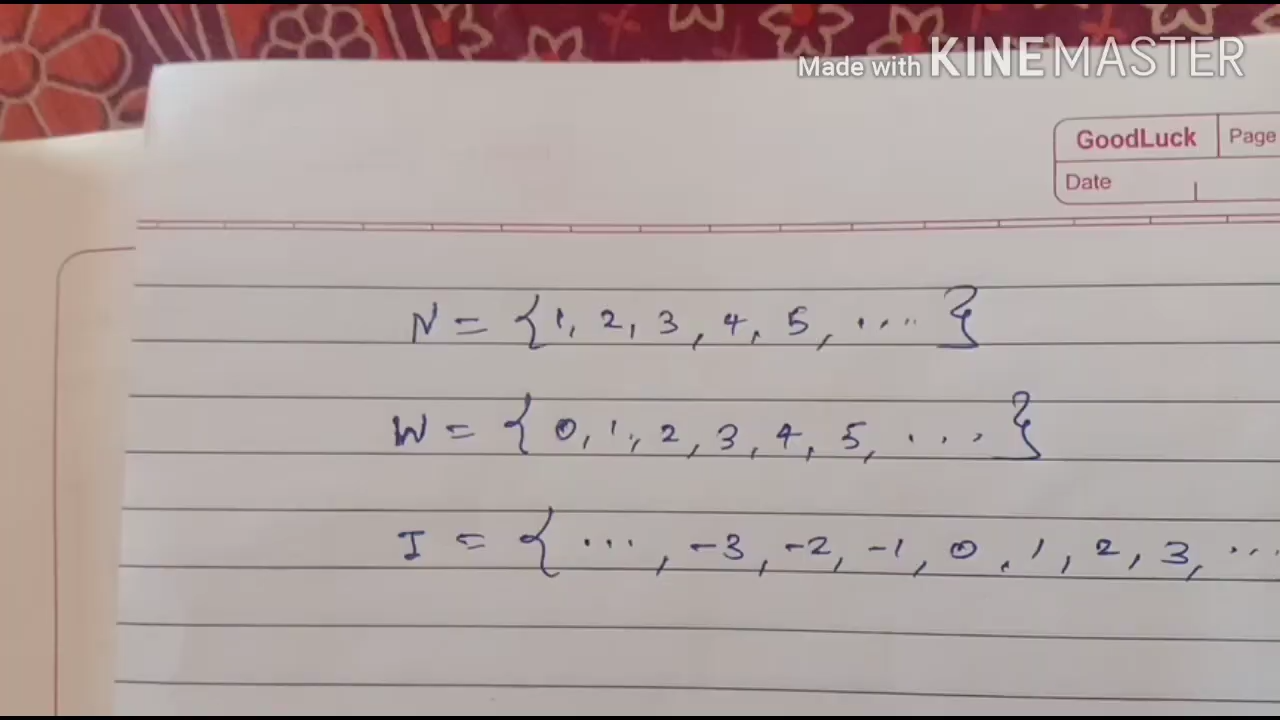 Made with KINEMASTER
GoodLuck Page
Date
N = {1, 2, 3, 4, 5, ....}
W = {0, 1, 2, 3, 4, 5, ...}
I = {..., -3, -2, -1, 0, 1, 2, 3, ...